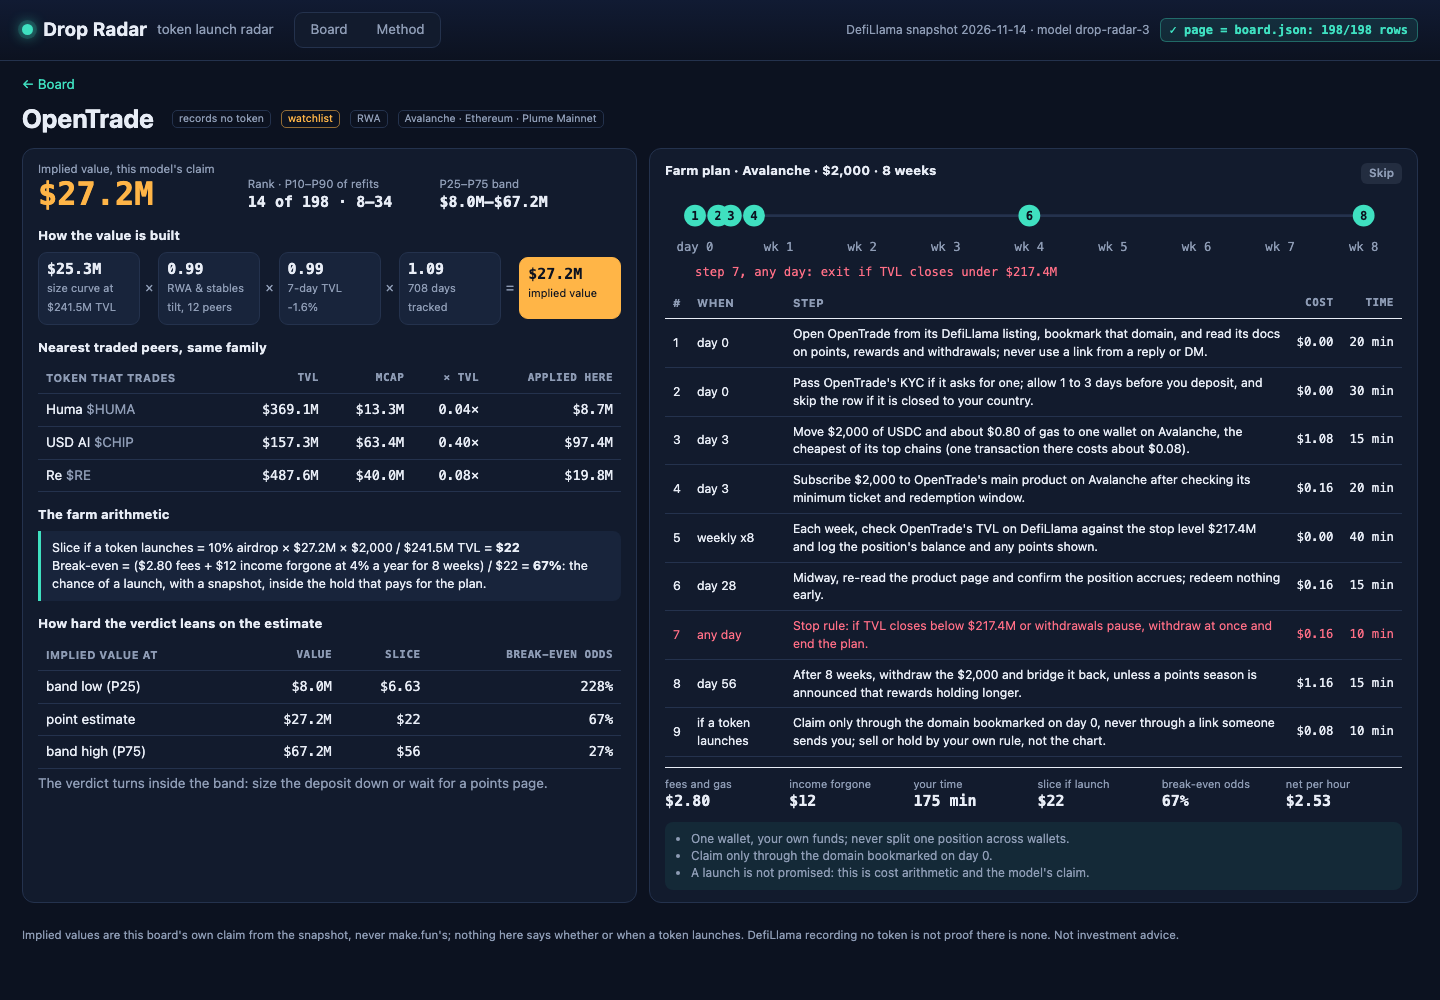 Drop Radar token launch radar Board Method DefiLlama snapshot 2026-11-14 · model drop-radar-3 ✓ page = board.json: 198/198 rows
← Board
OpenTrade records no token watchlist RWA Avalanche · Ethereum · Plume Mainnet
Implied value, this model's claim
$27.2M
Rank · P10–P90 of refits
14 of 198 · 8–34
P25–P75 band
$8.0M–$67.2M
How the value is built
$25.3M
size curve at
$241.5M TVL
×
0.99
RWA & stables
tilt, 12 peers
×
0.99
7-day TVL
-1.6%
×
1.09
708 days
tracked
=
$27.2M
implied value
Nearest traded peers, same family
TOKEN THAT TRADES TVL MCAP × TVL APPLIED HERE
Huma $HUMA $369.1M $13.3M 0.04× $8.7M
USD AI $CHIP $157.3M $63.4M 0.40× $97.4M
Re $RE $487.6M $40.0M 0.08× $19.8M
The farm arithmetic
Slice if a token launches = 10% airdrop × $27.2M × $2,000 / $241.5M TVL = $22
Break-even = ($2.80 fees + $12 income forgone at 4% a year for 8 weeks) / $22 = 67%: the
chance of a launch, with a snapshot, inside the hold that pays for the plan.
How hard the verdict leans on the estimate
IMPLIED VALUE AT VALUE SLICE BREAK-EVEN ODDS
band low (P25) $8.0M $6.63 228%
point estimate $27.2M $22 67%
band high (P75) $67.2M $56 27%
The verdict turns inside the band: size the deposit down or wait for a points page.
Farm plan · Avalanche · $2,000 · 8 weeks
Skip
1 2 3 4 6 8
day 0 wk 1 wk 2 wk 3 wk 4 wk 5 wk 6 wk 7 wk 8
step 7, any day: exit if TVL closes under $217.4M
# WHEN STEP COST TIME
1 day 0 Open OpenTrade from its DefiLlama listing, bookmark that domain, and read its docs $0.00 20 min
on points, rewards and withdrawals; never use a link from a reply or DM.
2 day 0 Pass OpenTrade's KYC if it asks for one; allow 1 to 3 days before you deposit, and $0.00 30 min
skip the row if it is closed to your country.
3 day 3 Move $2,000 of USDC and about $0.80 of gas to one wallet on Avalanche, the $1.08 15 min
cheapest of its top chains (one transaction there costs about $0.08).
4 day 3 Subscribe $2,000 to OpenTrade's main product on Avalanche after checking its $0.16 20 min
minimum ticket and redemption window.
5 weekly x8 Each week, check OpenTrade's TVL on DefiLlama against the stop level $217.4M $0.00 40 min
and log the position's balance and any points shown.
6 day 28 Midway, re-read the product page and confirm the position accrues; redeem nothing $0.16 15 min
early.
7 any day Stop rule: if TVL closes below $217.4M or withdrawals pause, withdraw at once and $0.16 10 min
end the plan.
8 day 56 After 8 weeks, withdraw the $2,000 and bridge it back, unless a points season is $1.16 15 min
announced that rewards holding longer.
9 if a token launches Claim only through the domain bookmarked on day 0, never through a link someone $0.08 10 min
sends you; sell or hold by your own rule, not the chart.
fees and gas income forgone your time slice if launch break-even odds net per hour
$2.80 $12 175 min $22 67% $2.53
• One wallet, your own funds; never split one position across wallets.
• Claim only through the domain bookmarked on day 0.
• A launch is not promised: this is cost arithmetic and the model's claim.
Implied values are this board's own claim from the snapshot, never make.fun's; nothing here says whether or when a token launches. DefiLlama recording no token is not proof there is none. Not investment advice.